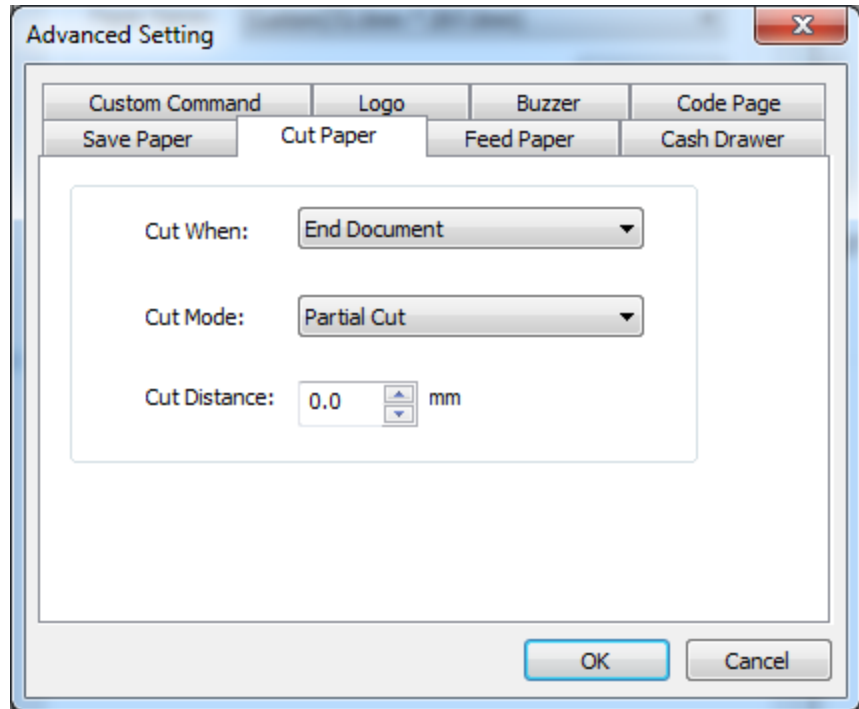 Advanced Setting
Custom Command Logo Buzzer Code Page
Save Paper Cut Paper Feed Paper Cash Drawer
Cut When: End Document
Cut Mode: Partial Cut
Cut Distance: 0.0 mm
OK Cancel